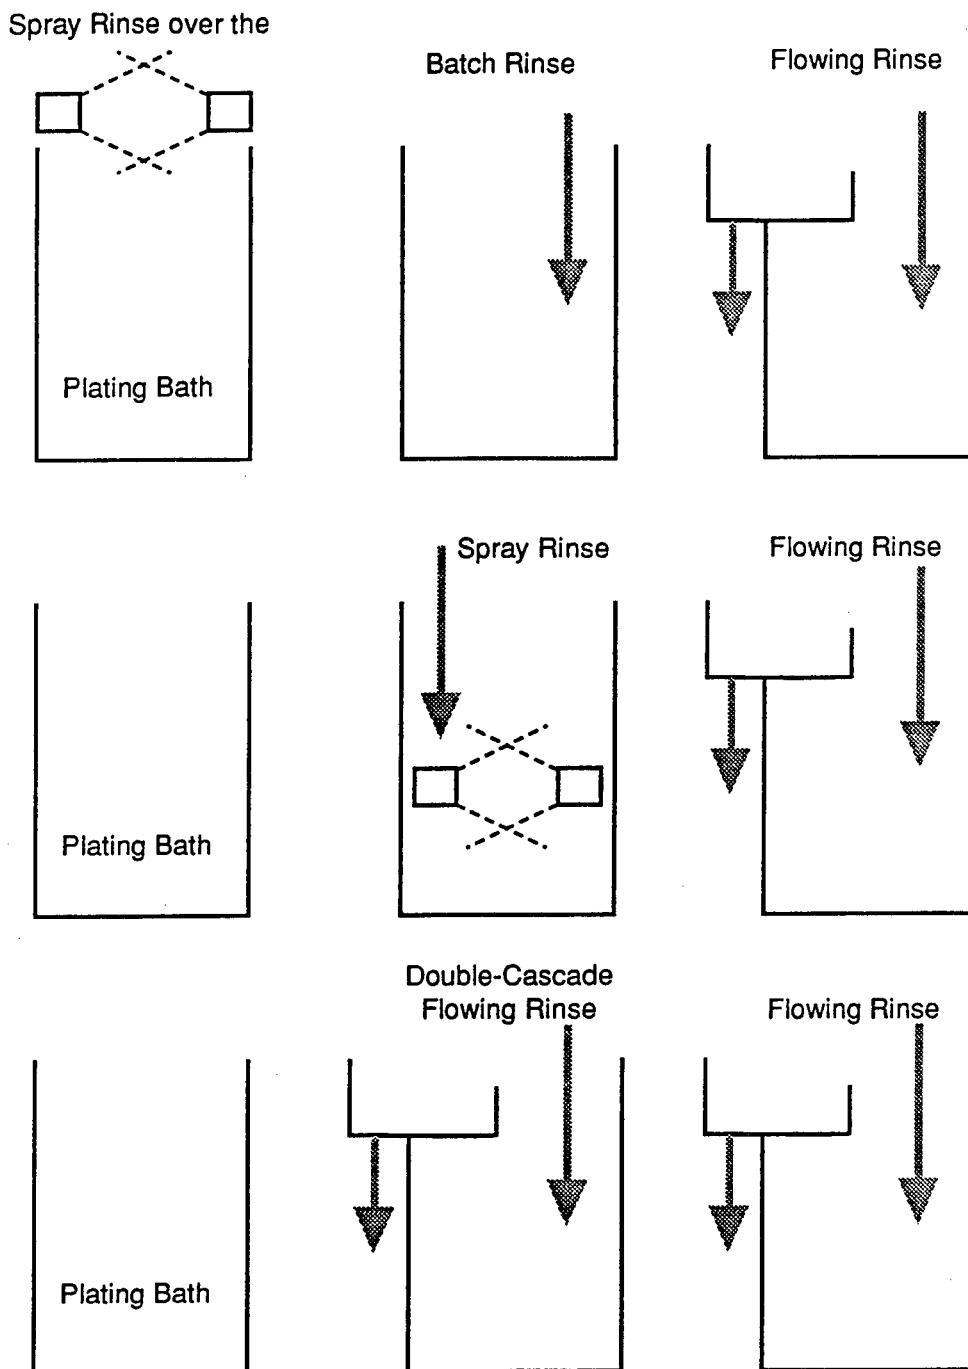 Spray Rinse over the
Batch Rinse
Flowing Rinse
Plating Bath
Spray Rinse
Flowing Rinse
Plating Bath
Double-Cascade
Flowing Rinse
Flowing Rinse
Plating Bath